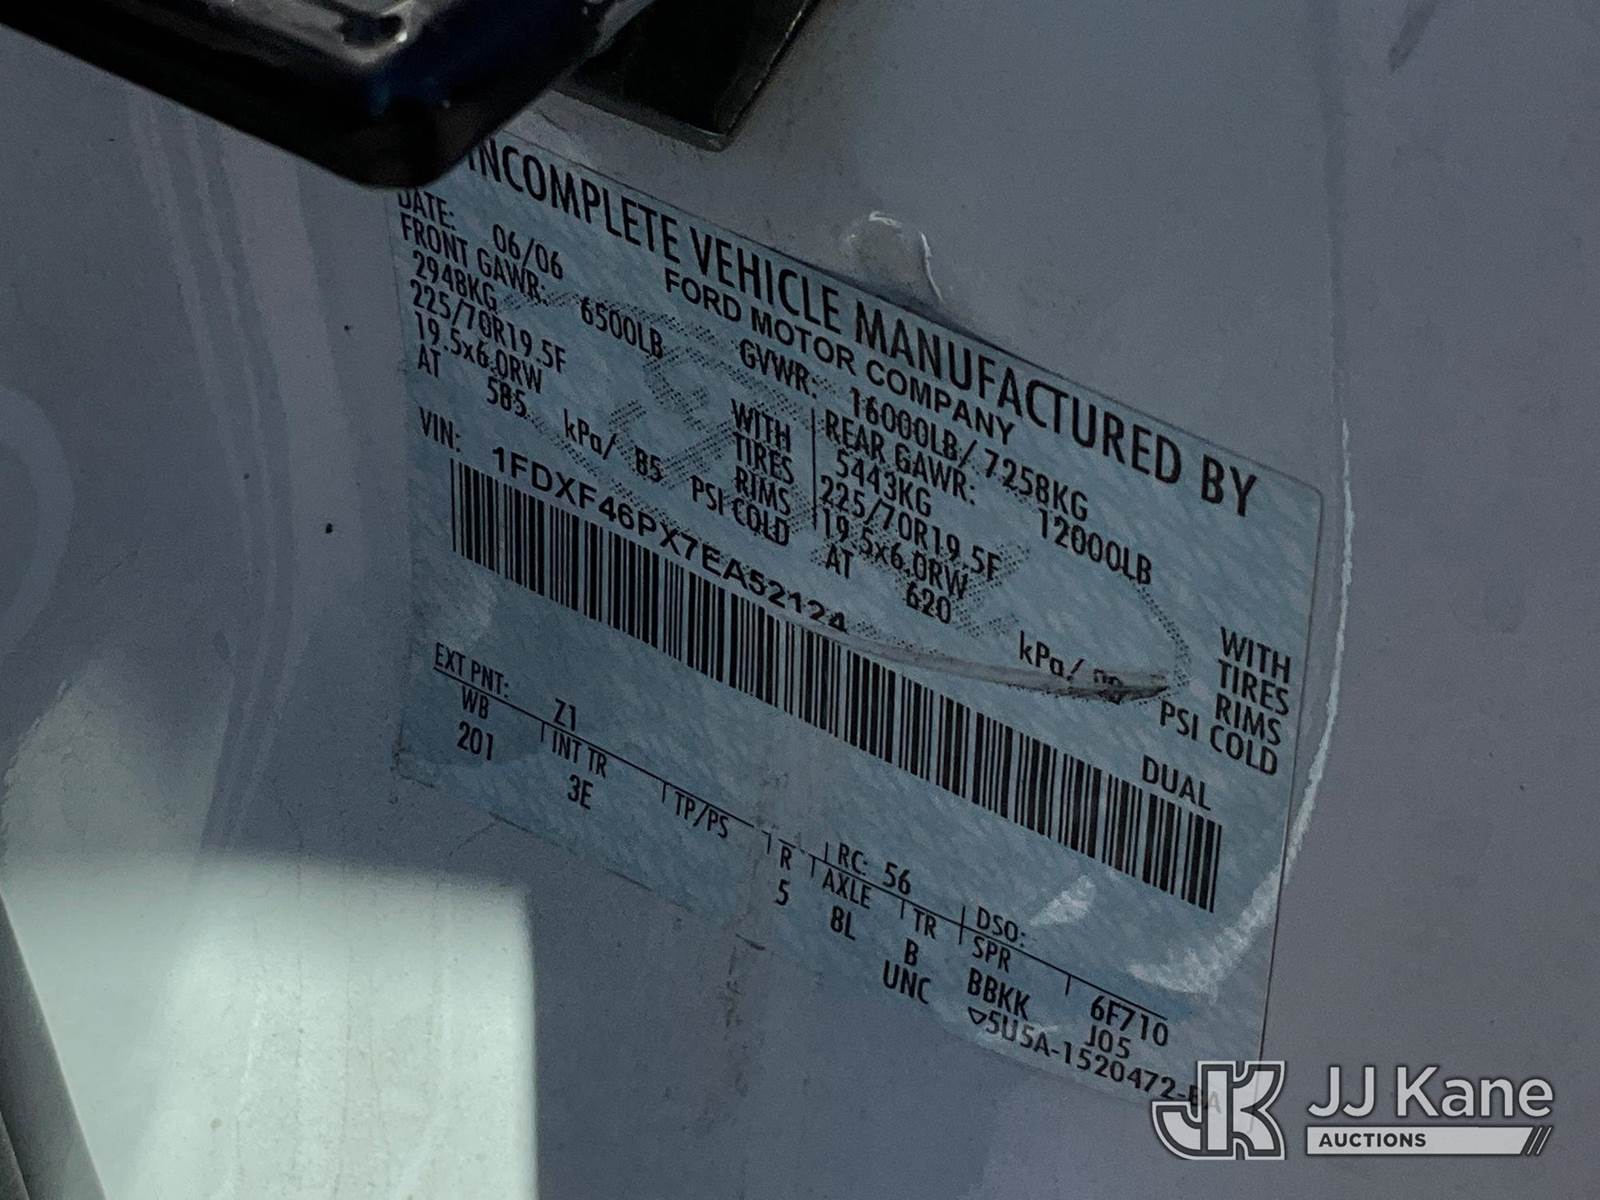 INCOMPLETE VEHICLE MANUFACTURED BY
FORD MOTOR COMPANY
DATE: 06/06 GVWR: 16000LB/ 7258KG
FRONT GAWR: 6500LB REAR GAWR: 12000LB
2948KG WITH 5443KG WITH
225/70R19.5F TIRES 225/70R19.5F TIRES
19.5x6.0RW RIMS 19.5x6.0RW RIMS
AT 585 kPa/ 85 PSI COLD AT 620 kPa/ PSI COLD
VIN: 1FDXF46PX7EA52124 DUAL
EXT PNT: Z1 RC: 56 DSO:
WB INT TR TP/PS R AXLE TR SPR 6F710
201 3E 5 8L B BBKK J05
UNC ▽5U5A-1520472-BA
JK JJ Kane
AUCTIONS